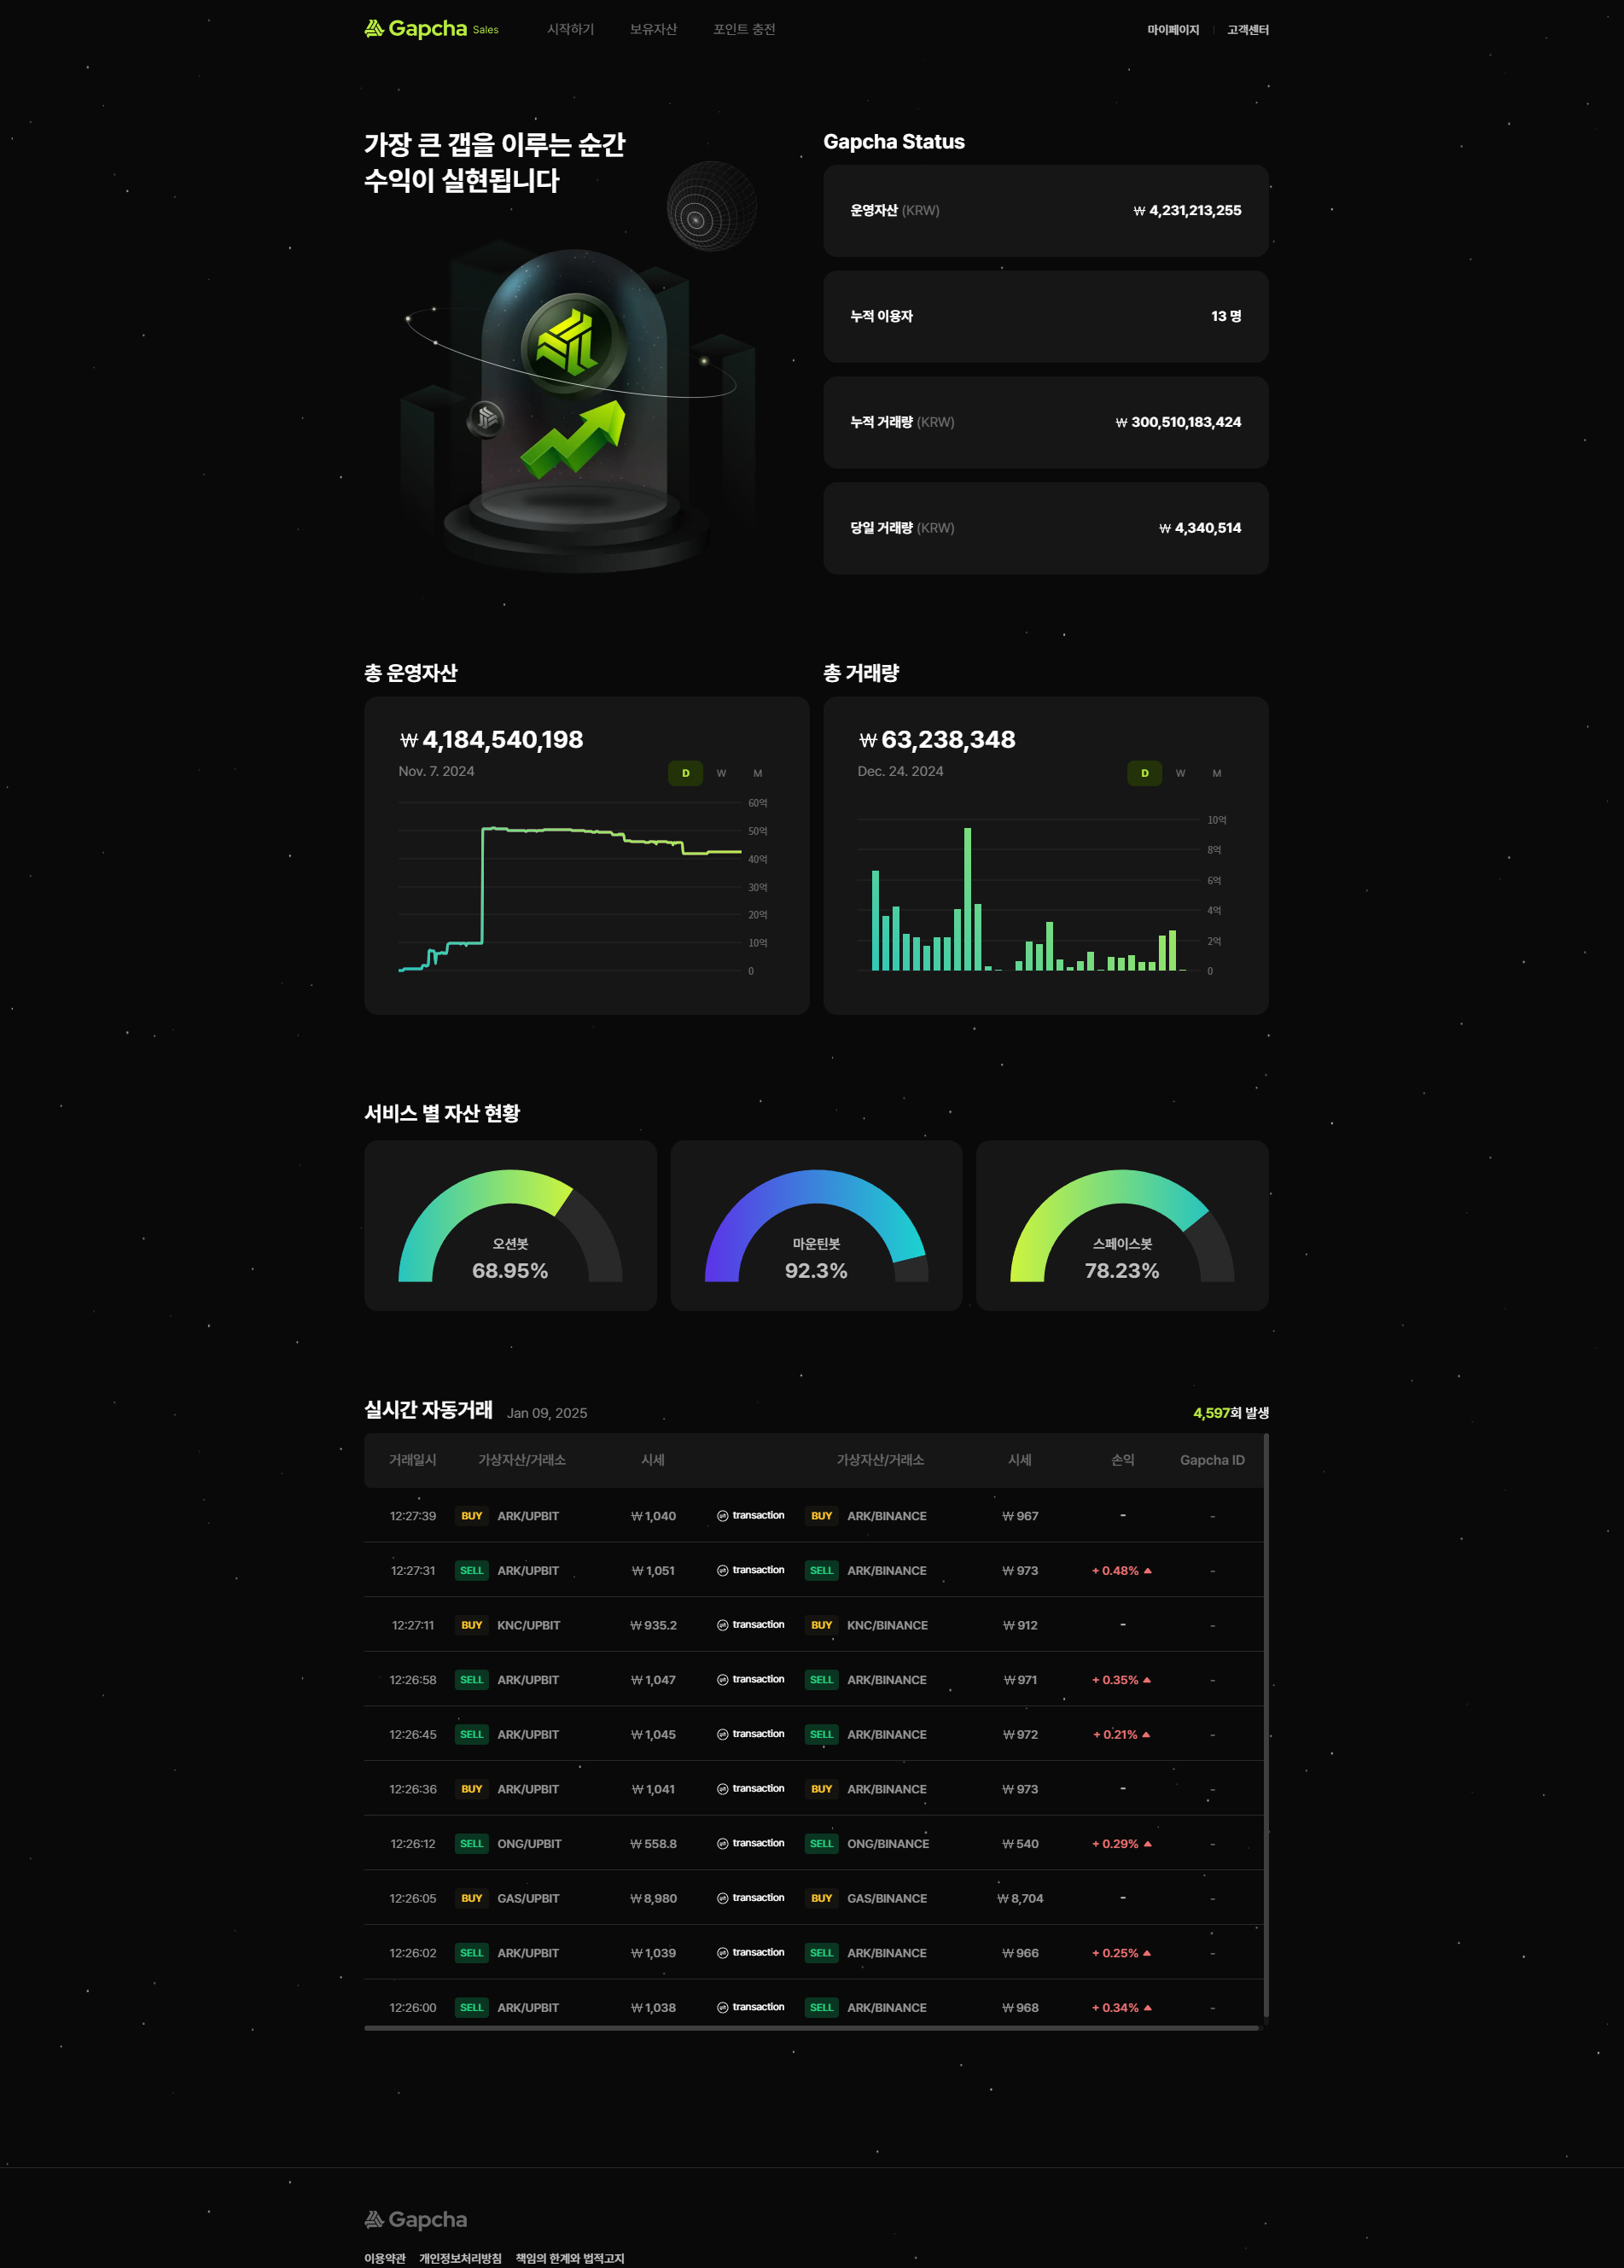 Gapcha Sales 시작하기 보유자산 포인트 충전 마이페이지 고객센터
가장 큰 갭을 이루는 순간
수익이 실현됩니다
Gapcha Status
운영자산 (KRW) ₩ 4,231,213,255
누적 이용자 13 명
누적 거래량 (KRW) ₩ 300,510,183,424
당일 거래량 (KRW) ₩ 4,340,514
총 운영자산
₩ 4,184,540,198
Nov. 7. 2024 D W M
60억
50억
40억
30억
20억
10억
0
총 거래량
₩ 63,238,348
Dec. 24. 2024 D W M
10억
8억
6억
4억
2억
0
서비스 별 자산 현황
오션봇
68.95%
마운틴봇
92.3%
스페이스봇
78.23%
실시간 자동거래 Jan 09, 2025 4,597회 발생
거래일시 가상자산/거래소 시세 가상자산/거래소 시세 손익 Gapcha ID
12:27:39 BUY ARK/UPBIT ₩ 1,040 transaction BUY ARK/BINANCE ₩ 967 - -
12:27:31 SELL ARK/UPBIT ₩ 1,051 transaction SELL ARK/BINANCE ₩ 973 + 0.48% -
12:27:11 BUY KNC/UPBIT ₩ 935.2 transaction BUY KNC/BINANCE ₩ 912 - -
12:26:58 SELL ARK/UPBIT ₩ 1,047 transaction SELL ARK/BINANCE ₩ 971 + 0.35% -
12:26:45 SELL ARK/UPBIT ₩ 1,045 transaction SELL ARK/BINANCE ₩ 972 + 0.21% -
12:26:36 BUY ARK/UPBIT ₩ 1,041 transaction BUY ARK/BINANCE ₩ 973 - -
12:26:12 SELL ONG/UPBIT ₩ 558.8 transaction SELL ONG/BINANCE ₩ 540 + 0.29% -
12:26:05 BUY GAS/UPBIT ₩ 8,980 transaction BUY GAS/BINANCE ₩ 8,704 - -
12:26:02 SELL ARK/UPBIT ₩ 1,039 transaction SELL ARK/BINANCE ₩ 966 + 0.25% -
12:26:00 SELL ARK/UPBIT ₩ 1,038 transaction SELL ARK/BINANCE ₩ 968 + 0.34% -
Gapcha
이용약관 개인정보처리방침 책임의 한계와 법적고지